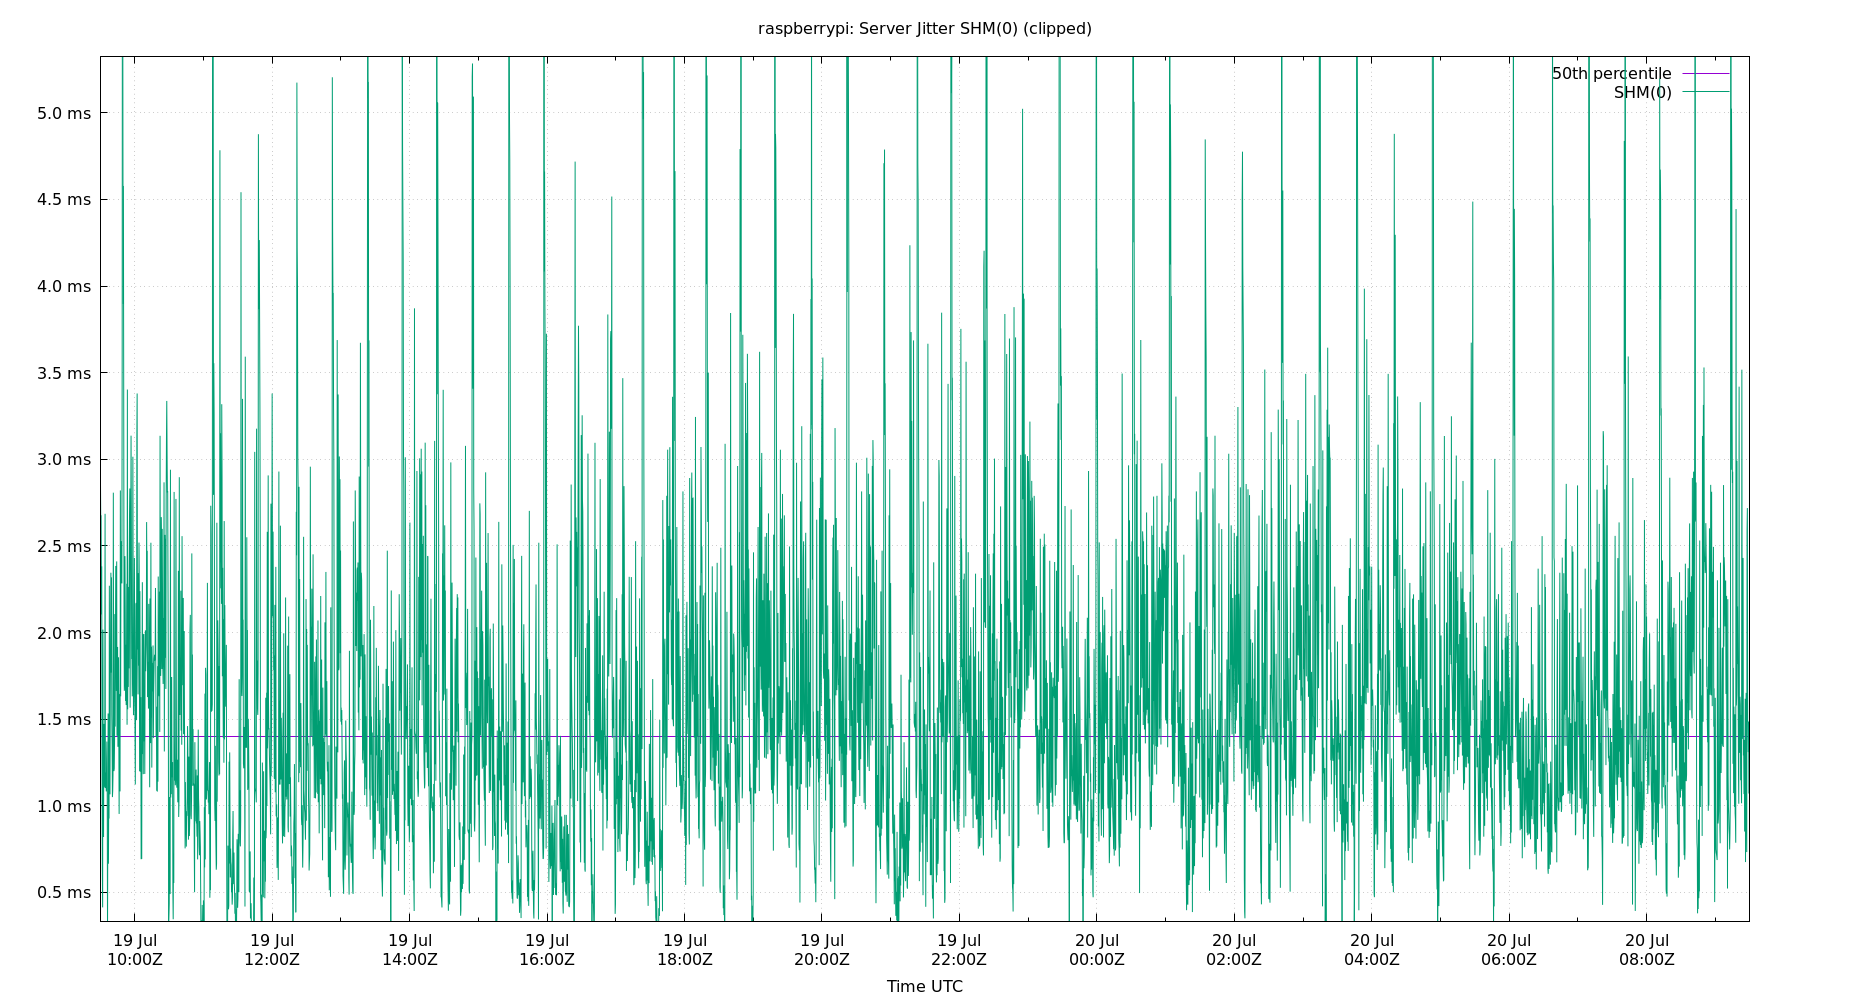 raspberrypi: Server Jitter SHM(0) (clipped)
50th percentile
SHM(0)
5.0 ms
4.5 ms
4.0 ms
3.5 ms
3.0 ms
2.5 ms
2.0 ms
1.5 ms
1.0 ms
0.5 ms
19 Jul 19 Jul 19 Jul 19 Jul 19 Jul 19 Jul 19 Jul 20 Jul 20 Jul 20 Jul 20 Jul 20 Jul
10:00Z 12:00Z 14:00Z 16:00Z 18:00Z 20:00Z 22:00Z 00:00Z 02:00Z 04:00Z 06:00Z 08:00Z
Time UTC